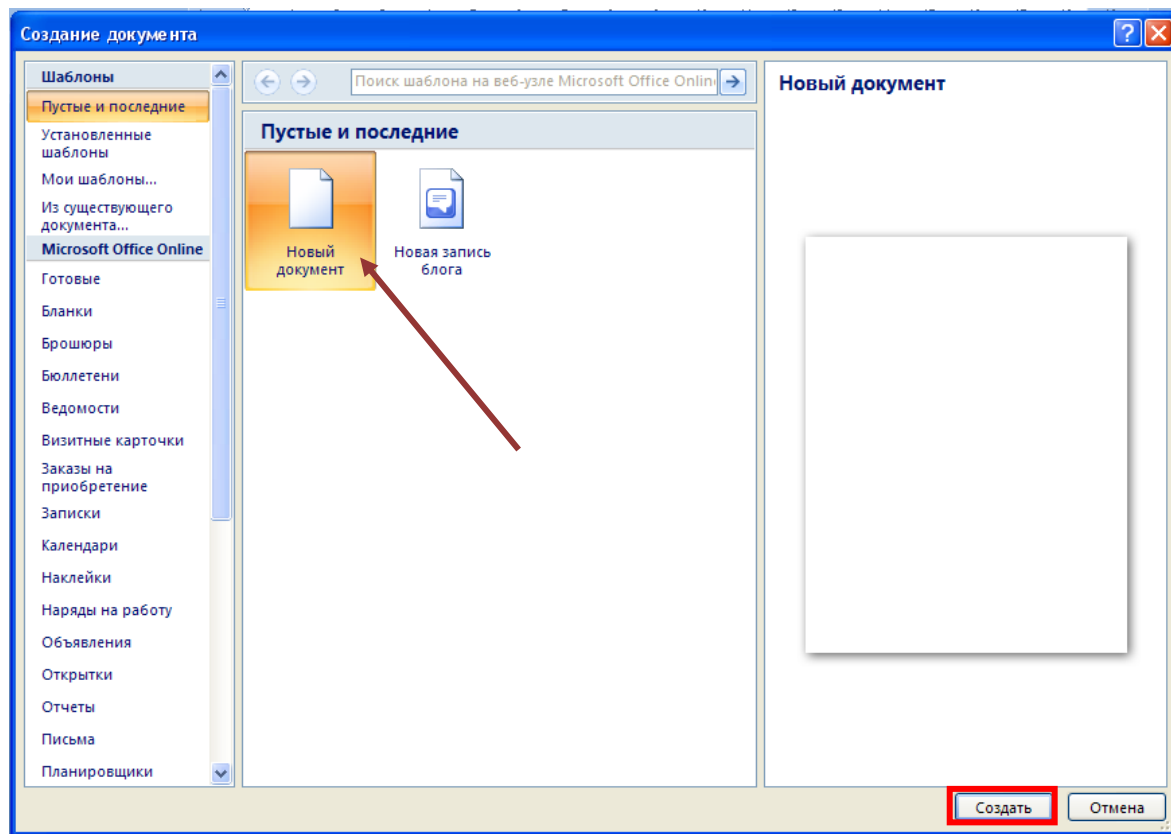 Создание документа
Шаблоны
Пустые и последние
Установленные
шаблоны
Мои шаблоны...
Из существующего
документа...
Microsoft Office Online
Готовые
Бланки
Брошюры
Бюллетени
Ведомости
Визитные карточки
Заказы на
приобретение
Записки
Календари
Наклейки
Наряды на работу
Объявления
Открытки
Отчеты
Письма
Планировщики
Поиск шаблона на веб-узле Microsoft Office Onlin
Пустые и последние
Новый
документ
Новая запись
блога
Новый документ
Создать
Отмена